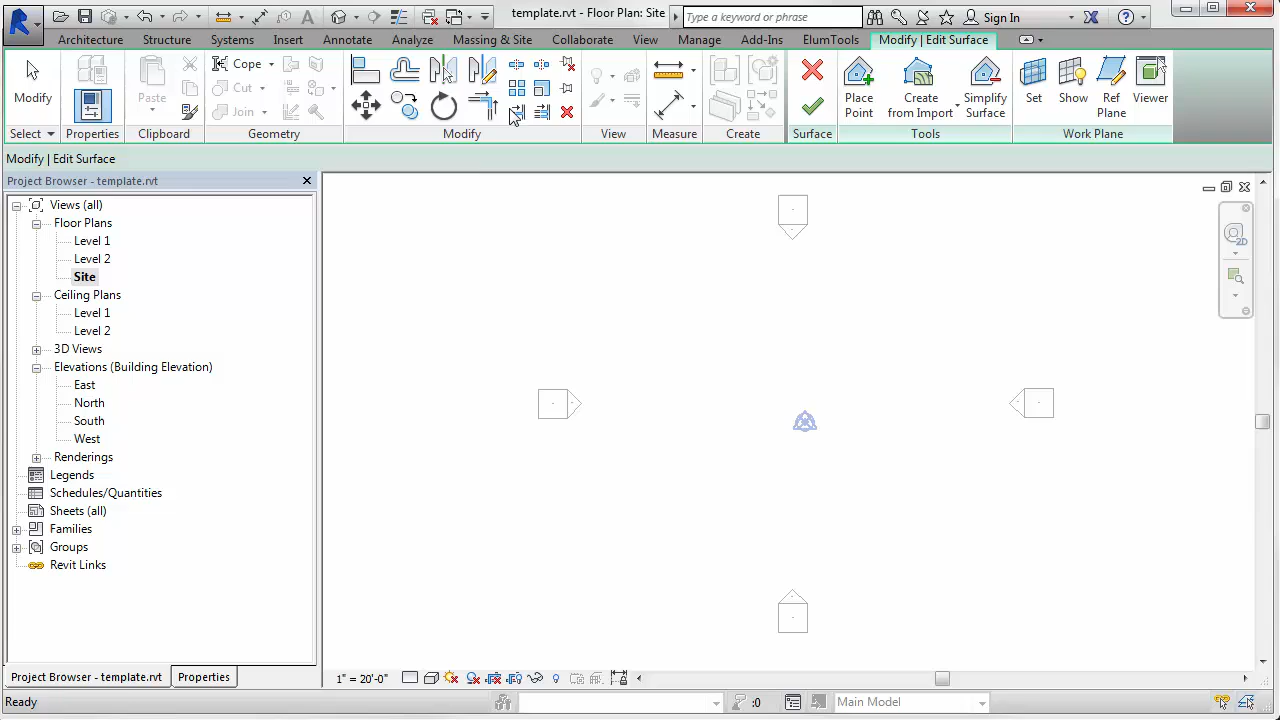 template.rvt - Floor Plan: Site
Type a keyword or phrase
Sign In
Architecture
Structure
Systems
Insert
Annotate
Analyze
Massing & Site
Collaborate
View
Manage
Add-Ins
ElumTools
Modify | Edit Surface
Modify
Paste
Cope
Cut
Join
Place
Point
Create
from Import
Simplify
Surface
Set
Show
Ref
Plane
Viewer
Select
Properties
Clipboard
Geometry
Modify
View
Measure
Create
Surface
Tools
Work Plane
Modify | Edit Surface
Project Browser - template.rvt
Views (all)
Floor Plans
Level 1
Level 2
Site
Ceiling Plans
Level 1
Level 2
3D Views
Elevations (Building Elevation)
East
North
South
West
Renderings
Legends
Schedules/Quantities
Sheets (all)
Families
Groups
Revit Links
2D
Project Browser - template.rvt
Properties
1" = 20'-0"
Ready
:0
Main Model